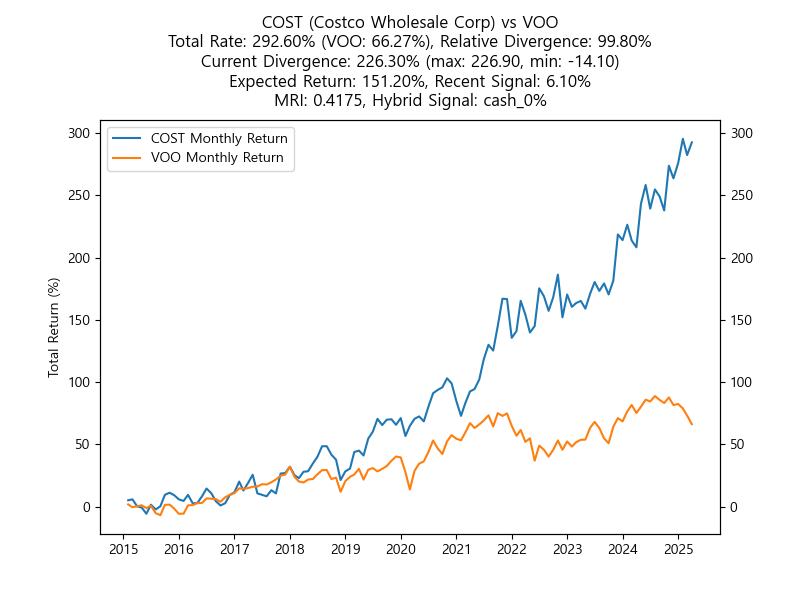 COST (Costco Wholesale Corp) vs VOO
Total Rate: 292.60% (VOO: 66.27%), Relative Divergence: 99.80%
Current Divergence: 226.30% (max: 226.90, min: -14.10)
Expected Return: 151.20%, Recent Signal: 6.10%
MRI: 0.4175, Hybrid Signal: cash_0%
COST Monthly Return
VOO Monthly Return
Total Return (%)
300
250
200
150
100
50
0
300
250
200
150
100
50
0
2015 2016 2017 2018 2019 2020 2021 2022 2023 2024 2025